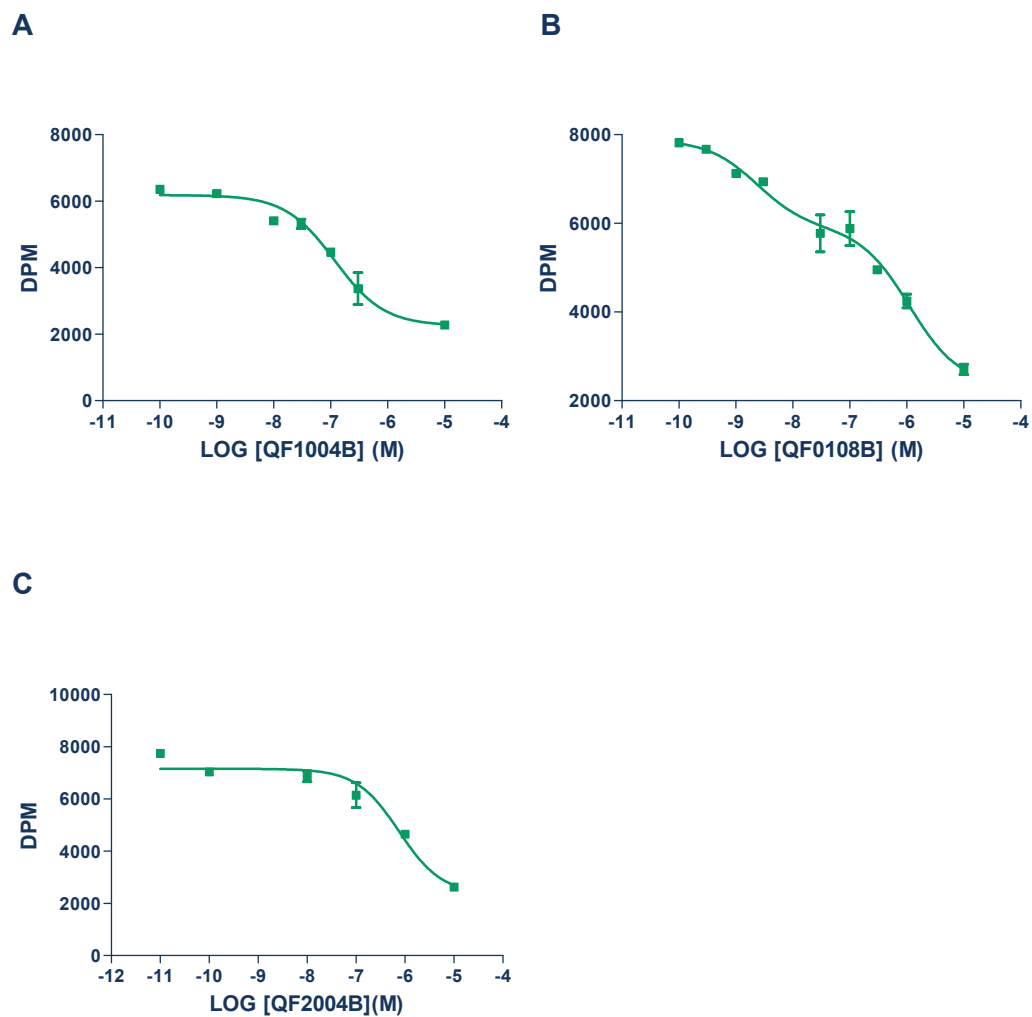 A
8000
6000
4000
2000
0
DPM
-11 -10 -9 -8 -7 -6 -5 -4
LOG [QF1004B] (M)
B
8000
6000
4000
2000
DPM
-11 -10 -9 -8 -7 -6 -5 -4
LOG [QF0108B] (M)
C
10000
8000
6000
4000
2000
0
DPM
-12 -11 -10 -9 -8 -7 -6 -5 -4
LOG [QF2004B](M)